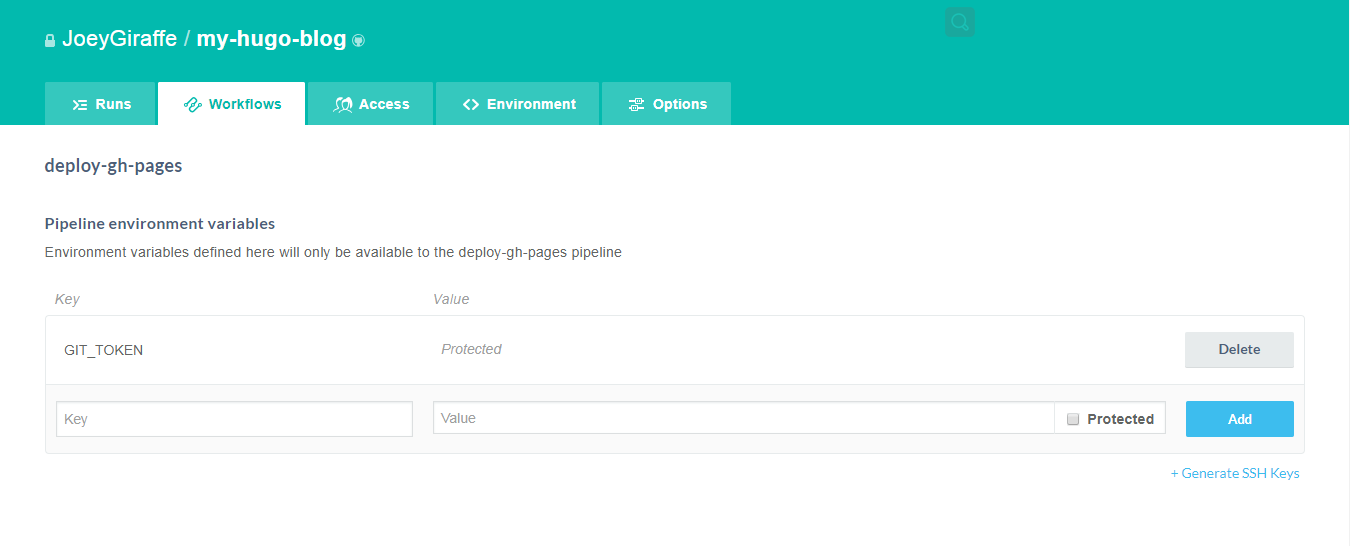 JoeyGiraffe / my-hugo-blog
Runs Workflows Access Environment Options
deploy-gh-pages
Pipeline environment variables
Environment variables defined here will only be available to the deploy-gh-pages pipeline
Key Value
GIT_TOKEN Protected Delete
Key Value Protected Add
+ Generate SSH Keys